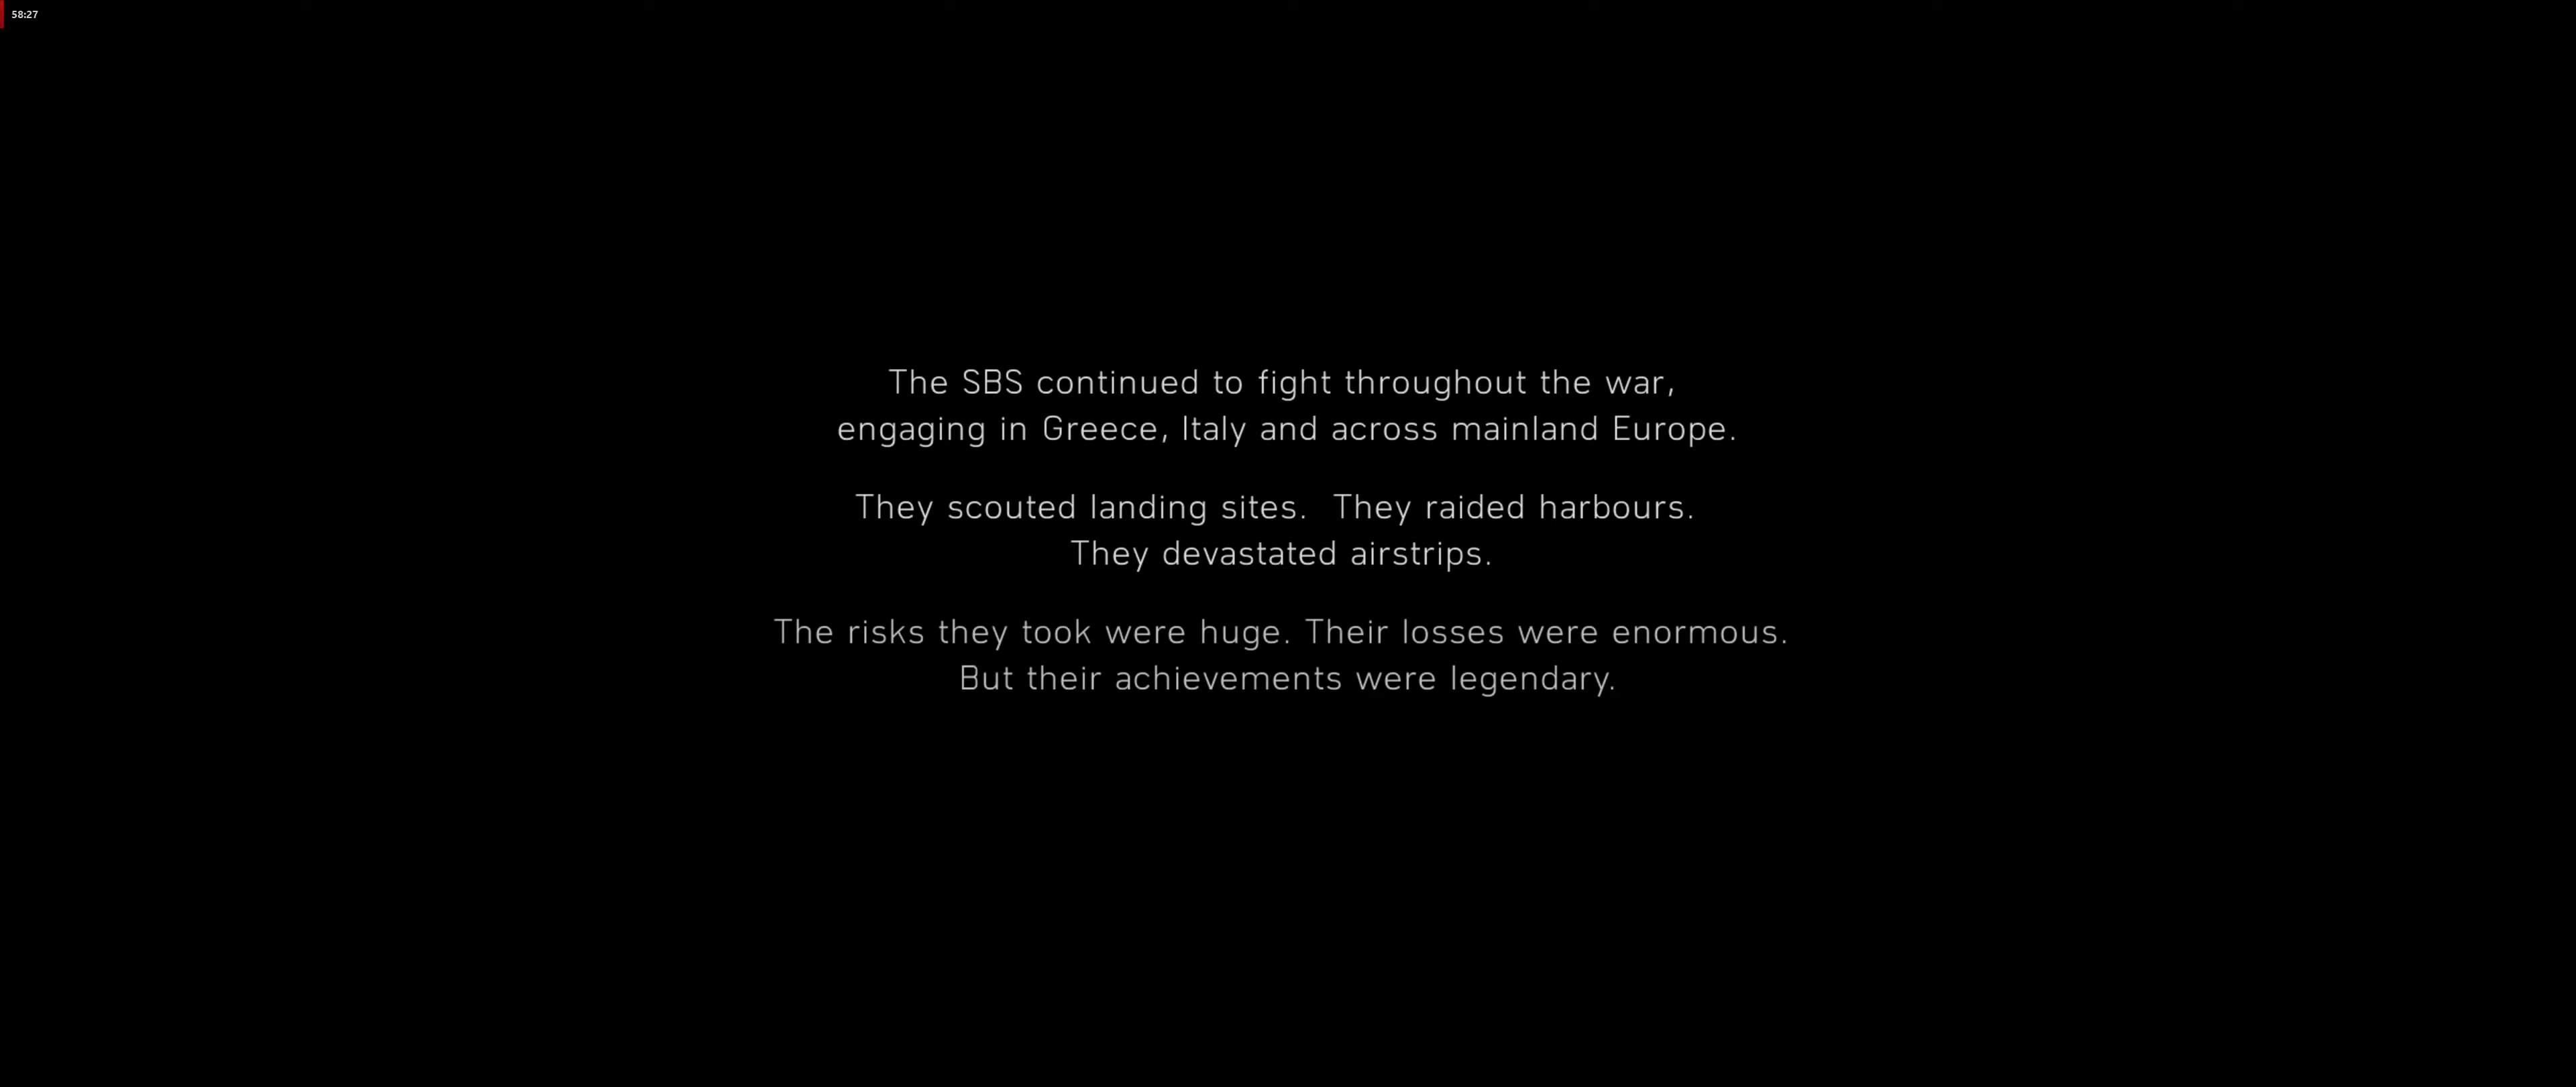 58:27
The SBS continued to fight throughout the war,
engaging in Greece, Italy and across mainland Europe.
They scouted landing sites.  They raided harbours.
They devastated airstrips.
The risks they took were huge. Their losses were enormous.
But their achievements were legendary.